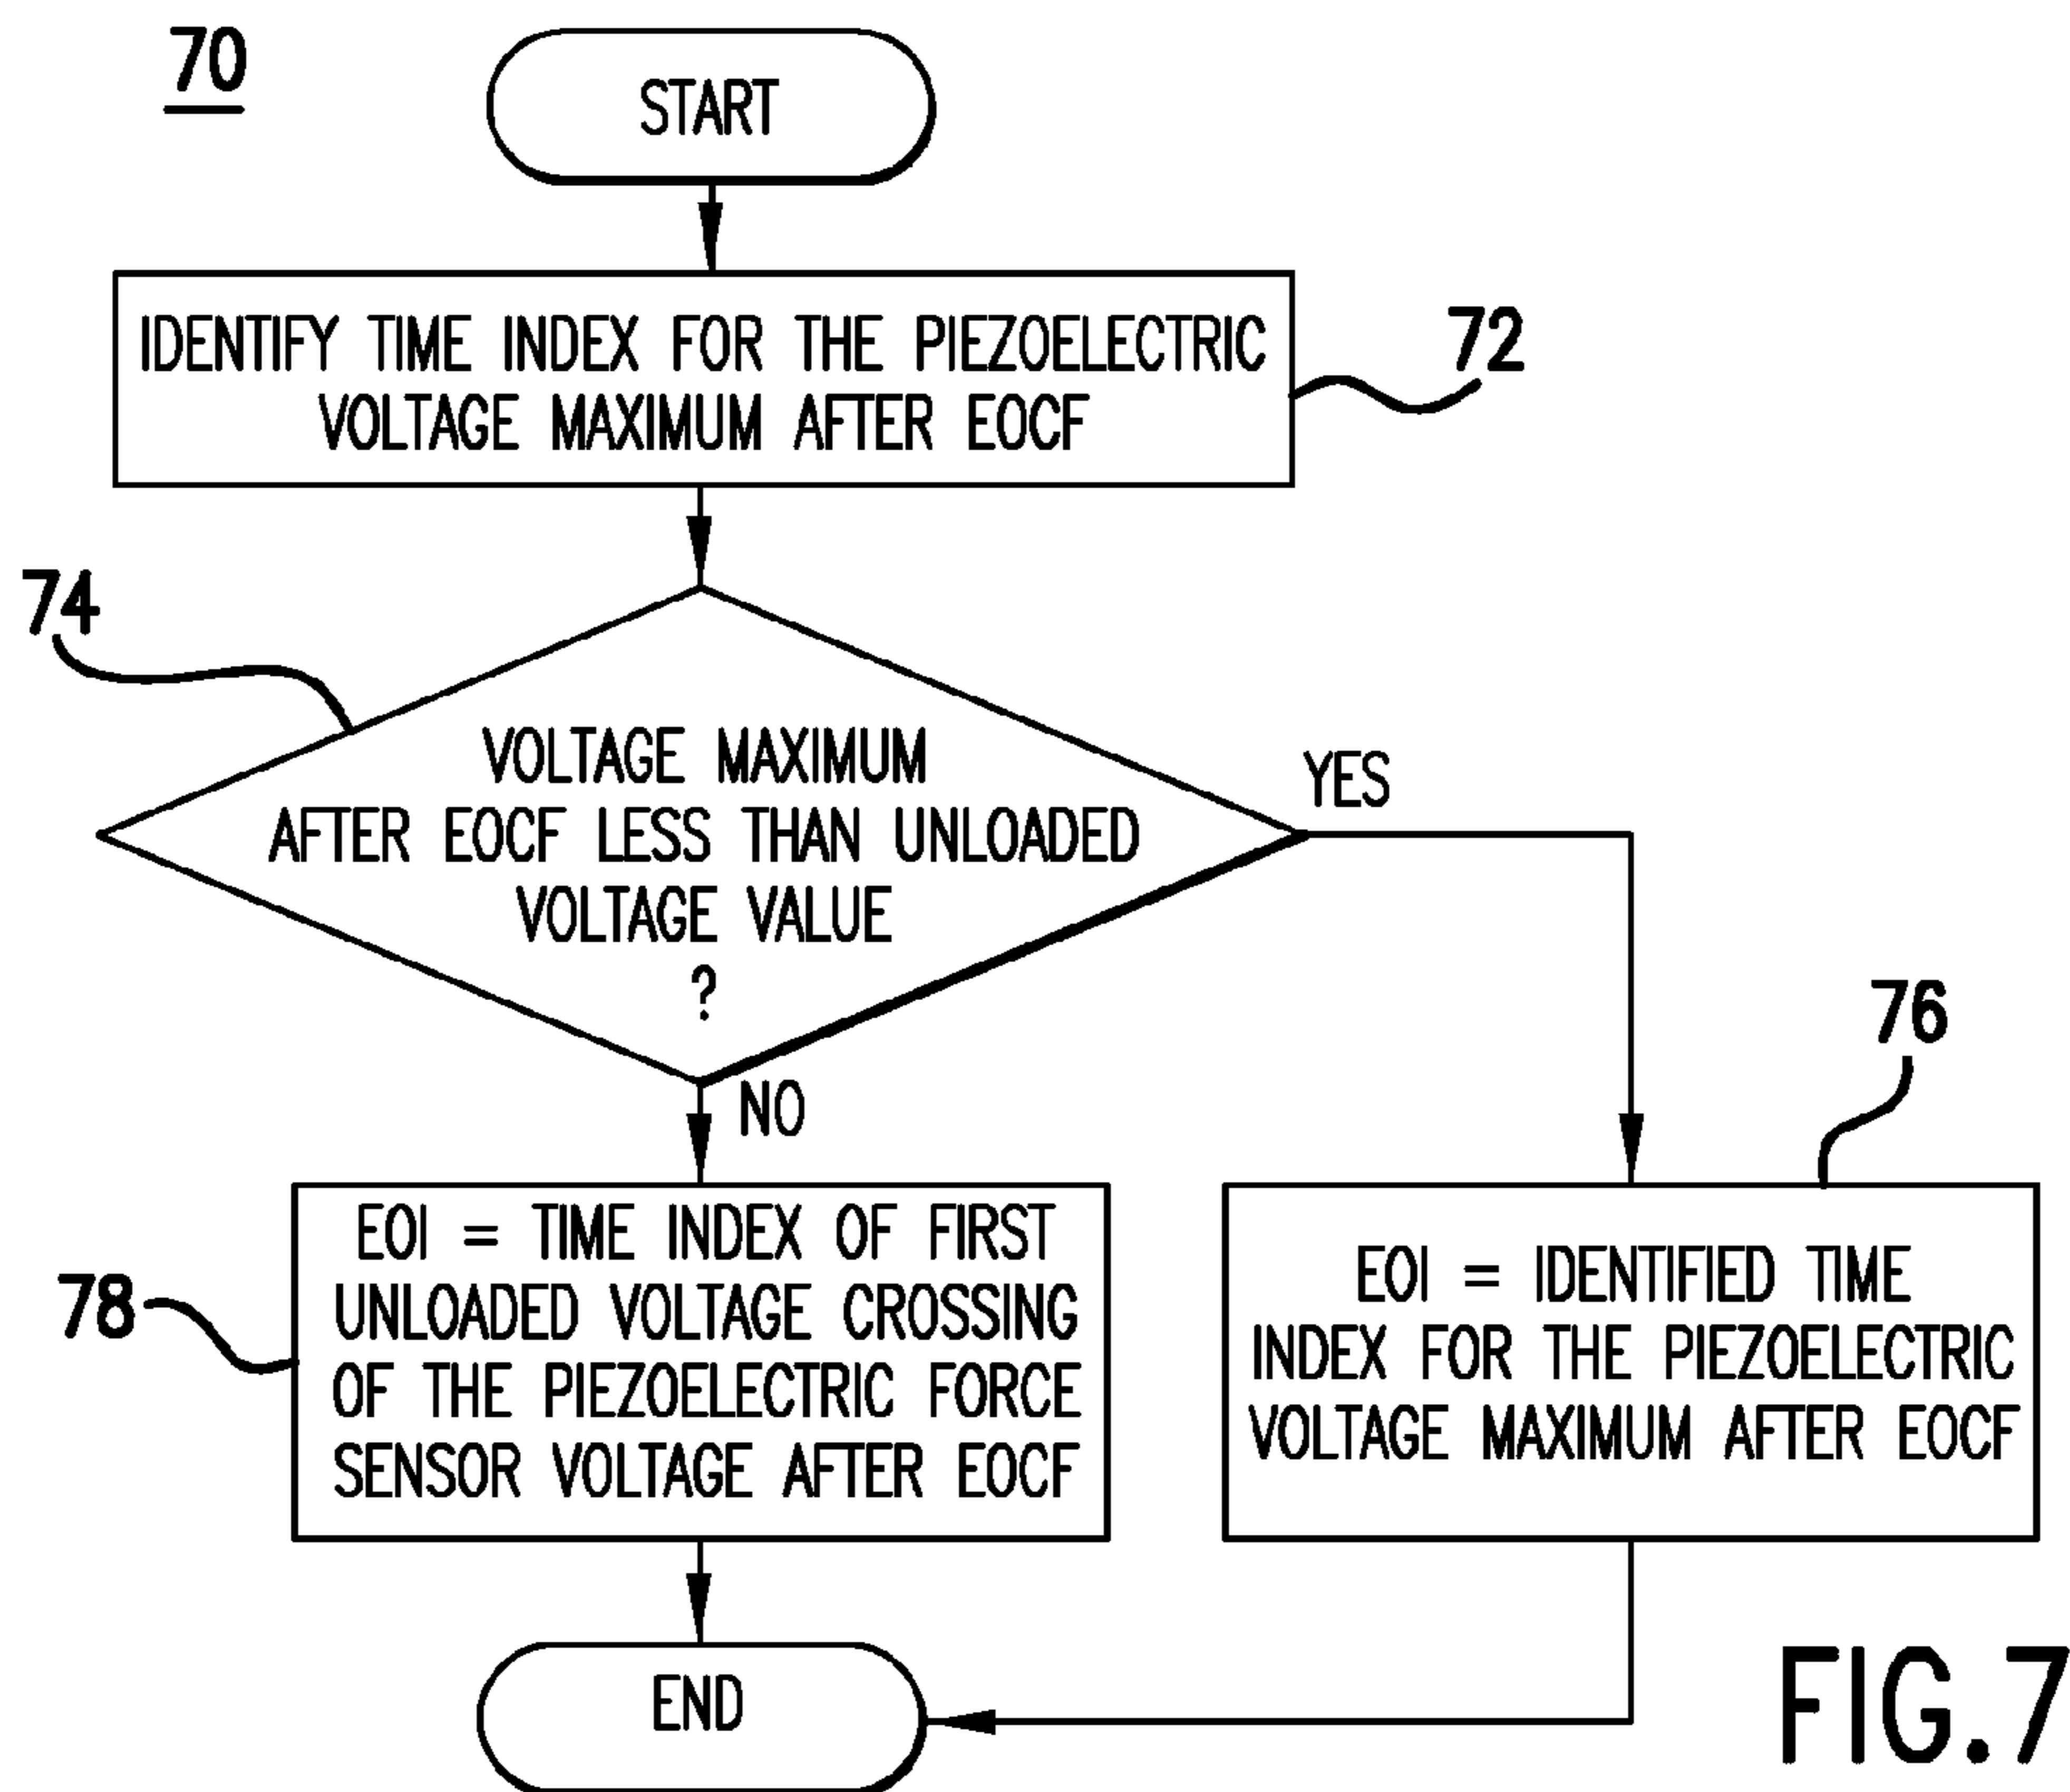 70
START
IDENTIFY TIME INDEX FOR THE PIEZOELECTRIC
VOLTAGE MAXIMUM AFTER EOCF
72
74
VOLTAGE MAXIMUM
AFTER EOCF LESS THAN UNLOADED
VOLTAGE VALUE
?
YES
NO
76
EOI = TIME INDEX OF FIRST
UNLOADED VOLTAGE CROSSING
OF THE PIEZOELECTRIC FORCE
SENSOR VOLTAGE AFTER EOCF
78
EOI = IDENTIFIED TIME
INDEX FOR THE PIEZOELECTRIC
VOLTAGE MAXIMUM AFTER EOCF
END
FIG.7